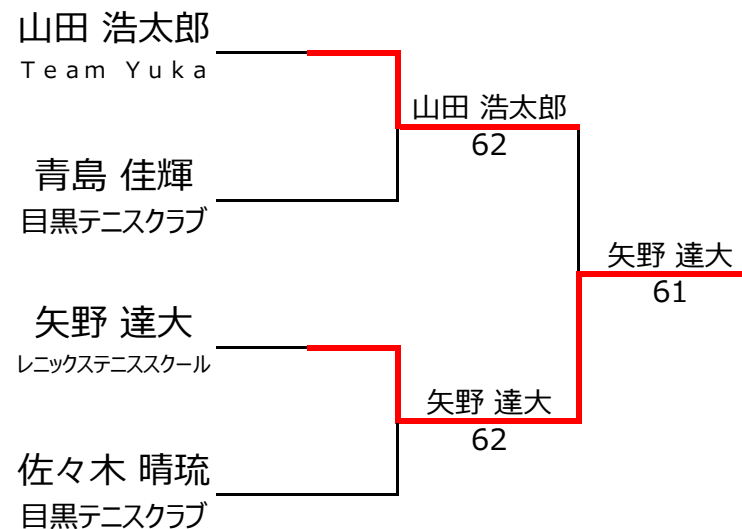 山田 浩太郎
Team Yuka
山田 浩太郎
62
青島 佳輝
目黒テニスクラブ
矢野 達大
61
矢野 達大
レニックステニススクール
矢野 達大
62
佐々木 晴琉
目黒テニスクラブ